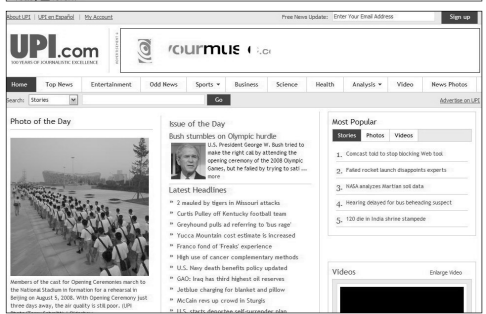 About UPI | UPI en Español | My Account
Free News Update: Enter Your Email Address Sign up
UPI.com
100 YEARS OF JOURNALISTIC EXCELLENCE
Home Top News Entertainment Odd News Sports Business Science Health Analysis Video News Photos
Search: Stories Go Advertise on UPI
Photo of the Day
Members of the cast for Opening Ceremonies march to
the National Stadium in formation for a rehearsal in
Beijing on August 5, 2008. With Opening Ceremony just
three days away, the air quality is still poor. (UPI
Issue of the Day
Bush stumbles on Olympic hurdle
U.S. President George W. Bush tried to
make the right call by attending the
opening ceremony of the 2008 Olympic
Games, but he failed by trying to sati ...
more
Latest Headlines
2 mauled by tigers in Missouri attacks
Curtis Pulley off Kentucky football team
Greyhound pulls ad referring to 'bus rage'
Yucca Mountain cost estimate is increased
Franco fond of 'Freaks' experience
High use of cancer complementary methods
U.S. Navy death benefits policy updated
GAO: Iraq has third highest oil reserves
Jetblue charging for blanket and pillow
McCain revs up crowd in Sturgis
U.S. starts deportee self-surrender plan
Most Popular
Stories Photos Videos
1. Comcast told to stop blocking Web tool
2. Failed rocket launch disappoints experts
3. NASA analyzes Martian soil data
4. Hearing delayed for bus beheading suspect
5. 120 die in India shrine stampede
Videos Enlarge Video